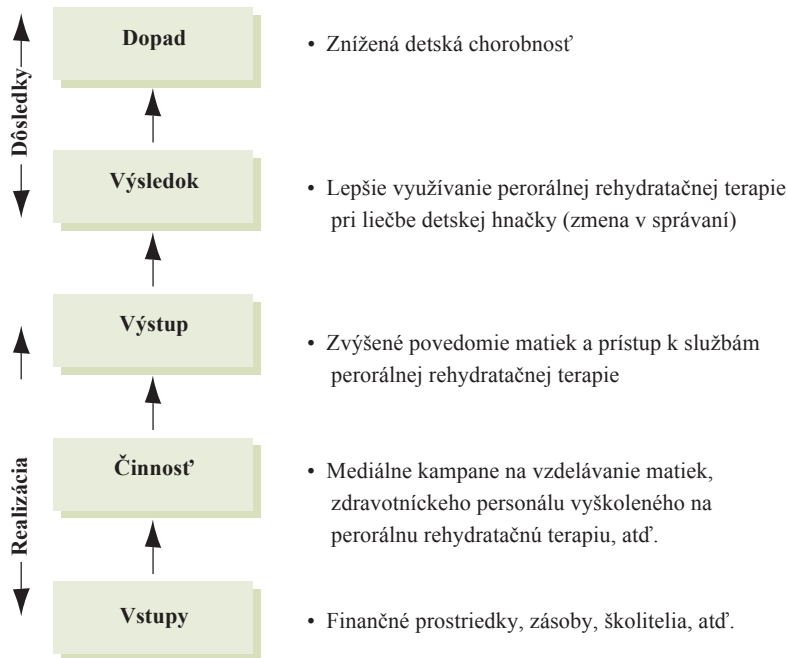 Dopad
• Znížená detská chorobnosť
Dôsledky
Výsledok
• Lepšie využívanie perorálnej rehydratačnej terapie
pri liečbe detskej hnačky (zmena v správaní)
Výstup
• Zvýšené povedomie matiek a prístup k službám
perorálnej rehydratačnej terapie
Činnosť
• Mediálne kampane na vzdelávanie matiek,
zdravotníckeho personálu vyškoleného na
perorálnu rehydratačnú terapiu, atď.
Realizácia
Vstupy
• Finančné prostriedky, zásoby, školitelia, atď.